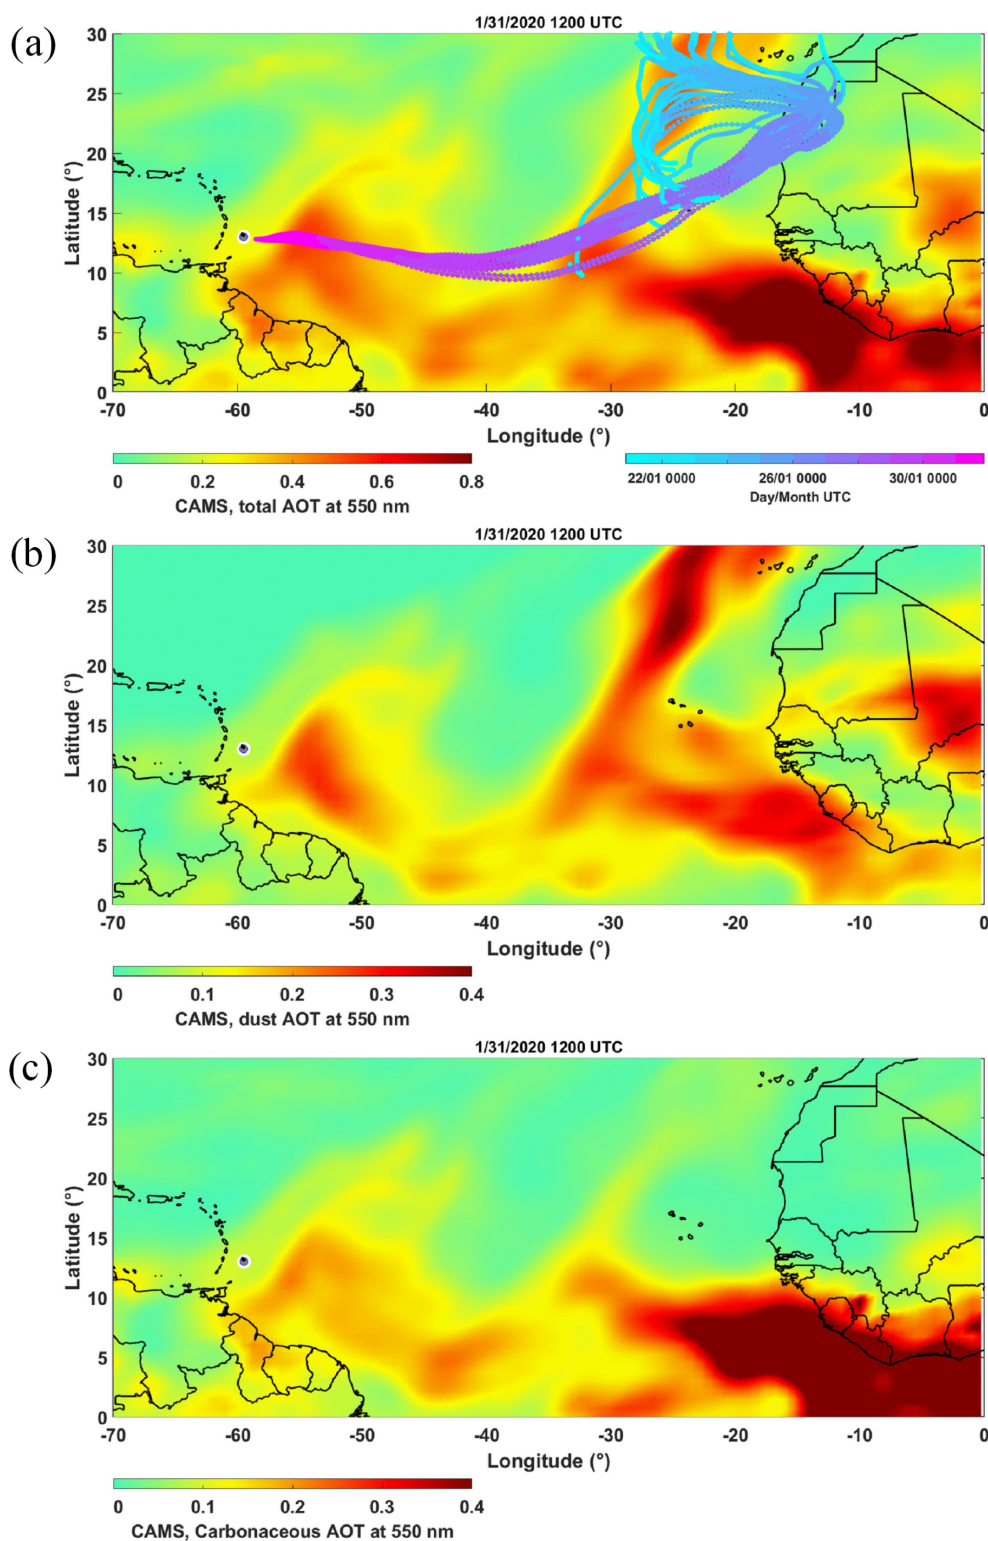 (a)
1/31/2020 1200 UTC
30
25
20
15
10
5
0
Latitude (°)
-70 -60 -50 -40 -30 -20 -10 0
Longitude (°)
0 0.2 0.4 0.6 0.8
CAMS, total AOT at 550 nm
22/01 0000 26/01 0000 30/01 0000
Day/Month UTC
(b)
1/31/2020 1200 UTC
30
25
20
15
10
5
0
Latitude (°)
-70 -60 -50 -40 -30 -20 -10 0
Longitude (°)
0 0.1 0.2 0.3 0.4
CAMS, dust AOT at 550 nm
(c)
1/31/2020 1200 UTC
30
25
20
15
10
5
0
Latitude (°)
-70 -60 -50 -40 -30 -20 -10 0
Longitude (°)
0 0.1 0.2 0.3 0.4
CAMS, Carbonaceous AOT at 550 nm